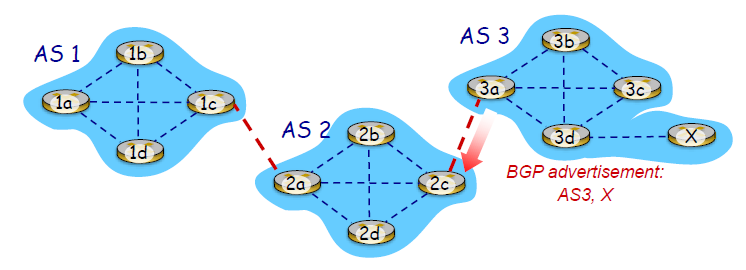 AS 1
1b
1a
1c
1d
AS 2
2b
2a
2c
2d
AS 3
3b
3a
3c
3d
X
BGP advertisement:
AS3, X